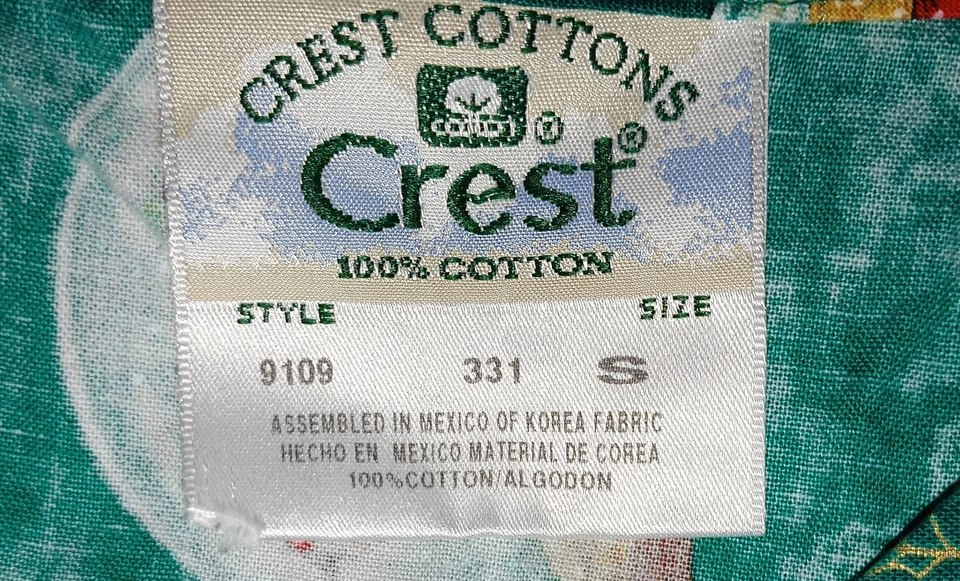 CREST COTTONS
cotton ®
Crest®
100% COTTON
STYLE SIZE
9109 331 S
ASSEMBLED IN MEXICO OF KOREA FABRIC
HECHO EN MEXICO MATERIAL DE COREA
100%COTTON/ALGODON